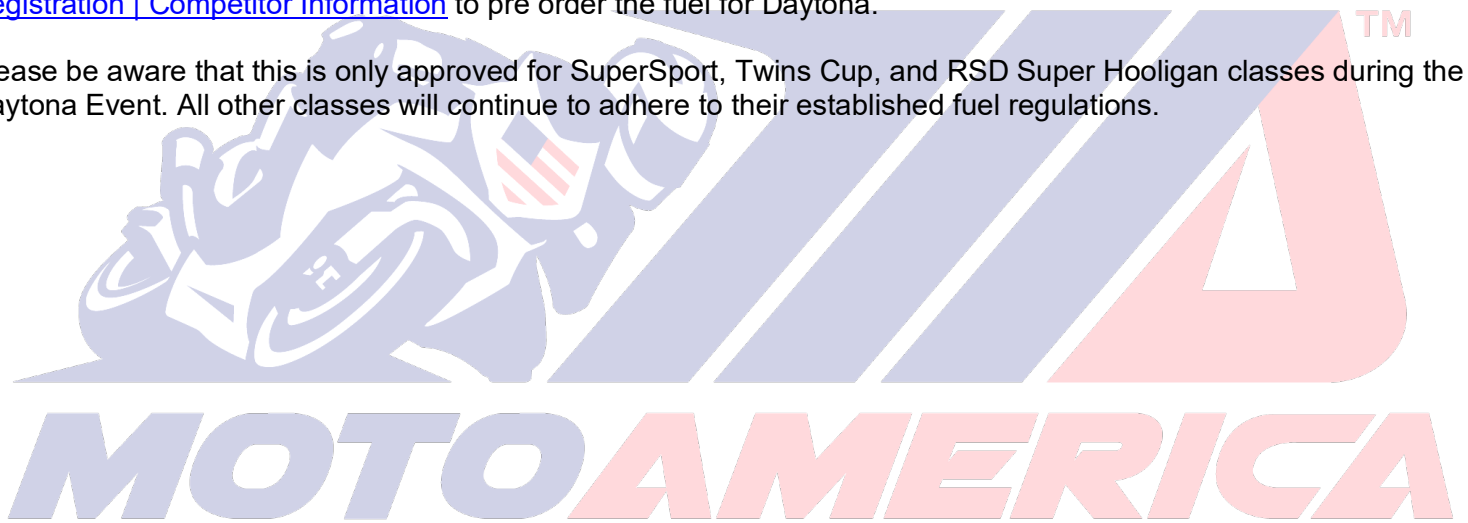 egistration | Competitor Information to pre order the fuel for Daytona.
ease be aware that this is only approved for SuperSport, Twins Cup, and RSD Super Hooligan classes during the
aytona Event. All other classes will continue to adhere to their established fuel regulations.
TM
MOTOAMERICA